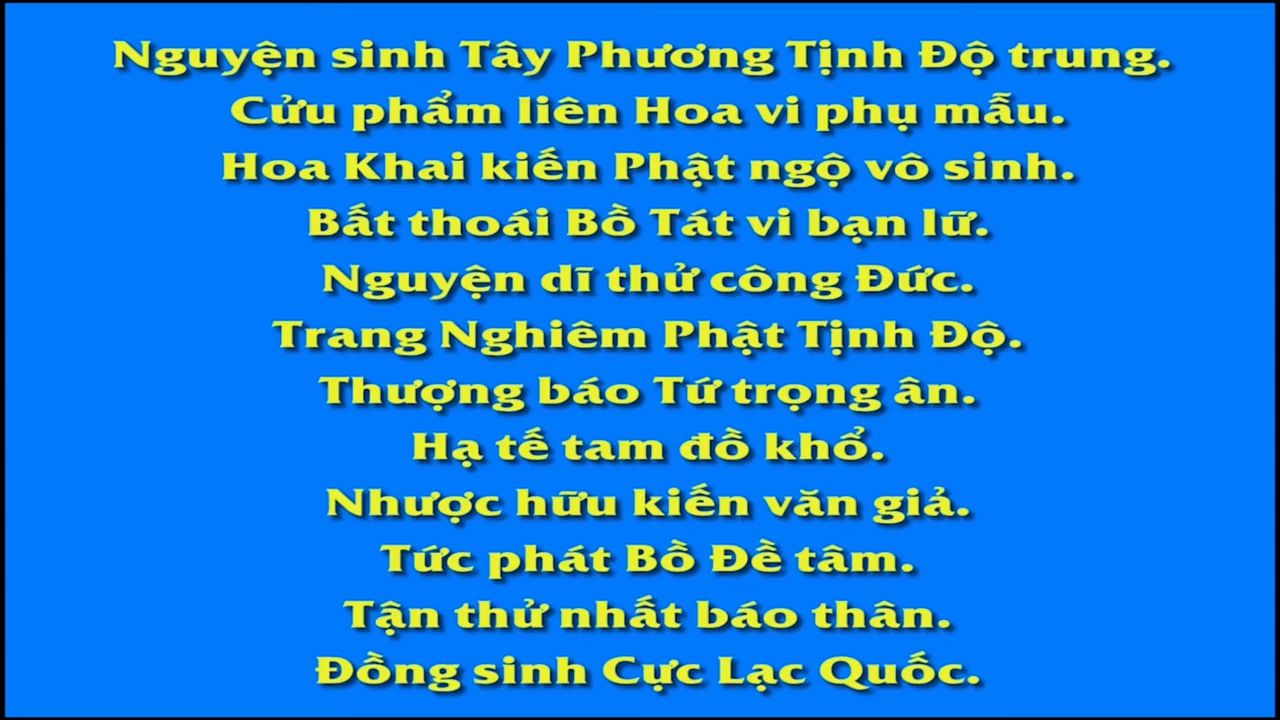 Nguyện sinh Tây Phương Tịnh Độ trung.
Cửu phẩm liên Hoa vi phụ mẫu.
Hoa Khai kiến Phật ngộ vô sinh.
Bất thoái Bồ Tát vi bạn lữ.
Nguyện dĩ thử công Đức.
Trang Nghiêm Phật Tịnh Độ.
Thượng báo Tứ trọng ân.
Hạ tế tam đồ khổ.
Nhược hữu kiến văn giả.
Tức phát Bồ Đề tâm.
Tận thử nhất báo thân.
Đồng sinh Cực Lạc Quốc.